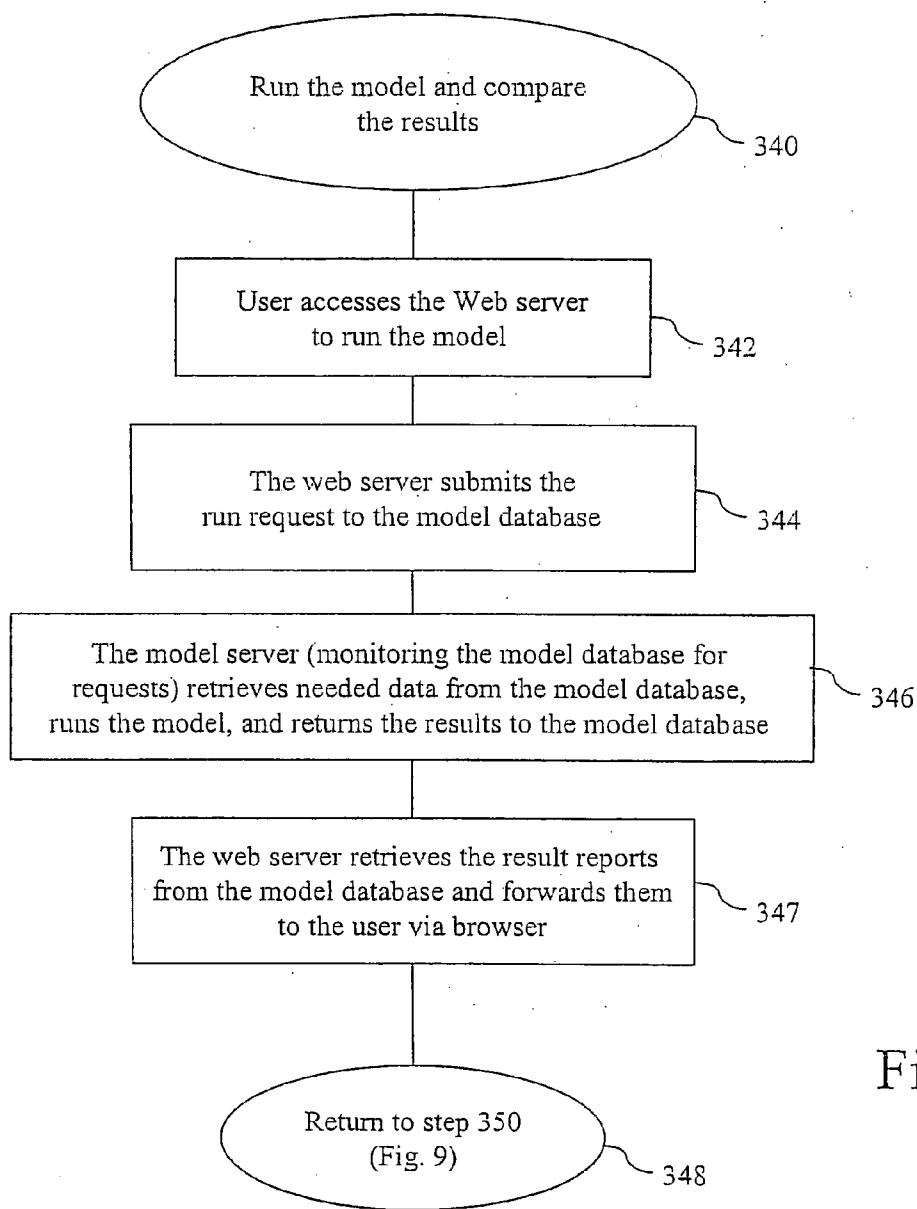 Run the model and compare
the results
340
User accesses the Web server
to run the model
342
The web server submits the
run request to the model database
344
The model server (monitoring the model database for
requests) retrieves needed data from the model database,
runs the model, and returns the results to the model database
346
The web server retrieves the result reports
from the model database and forwards them
to the user via browser
347
Return to step 350
(Fig. 9)
348